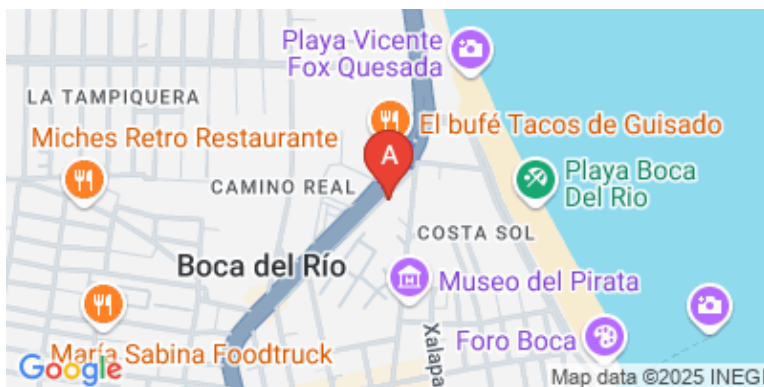 Playa Vicente
Fox Quesada
LA TAMPIQUERA
El bufé Tacos de Guisado
Miches Retro Restaurante
A
Playa Boca
Del Rio
CAMINO REAL
COSTA SOL
Boca del Río
Museo del Pirata
Xalapa
Foro Boca
María Sabina Foodtruck
Google
Map data ©2025 INEGI